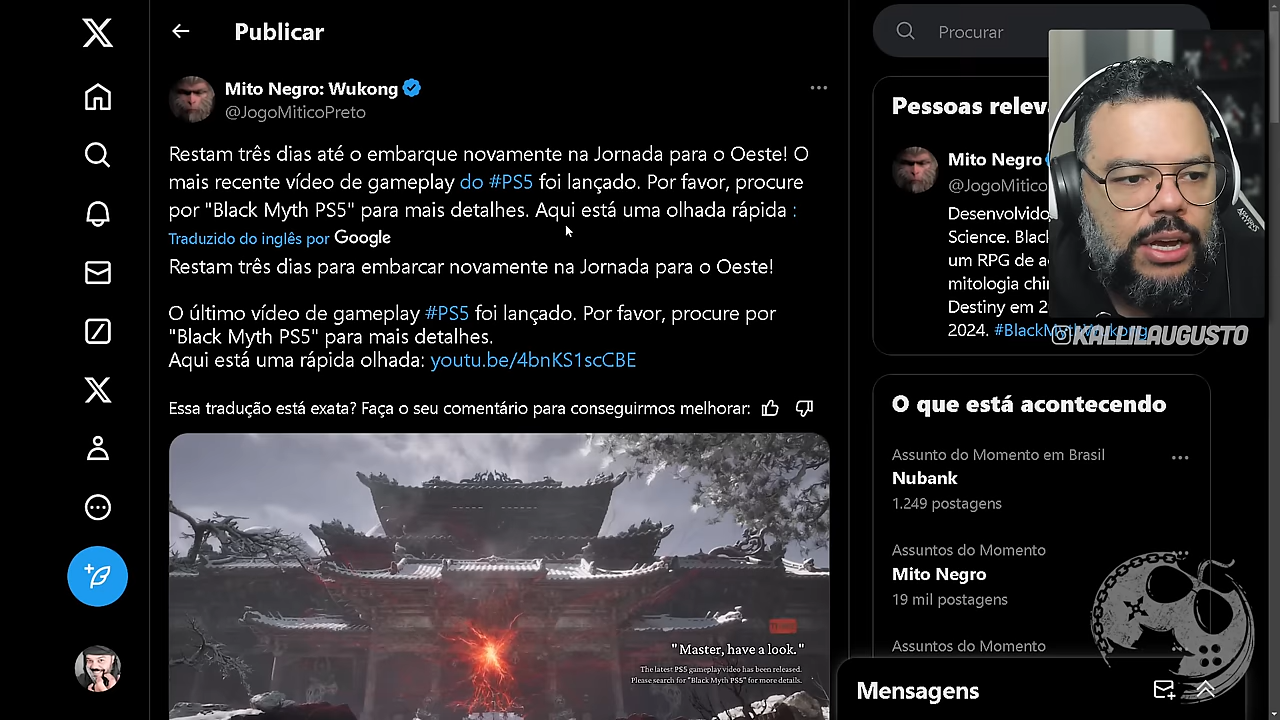 Publicar
Mito Negro: Wukong
@JogoMiticoPreto
Restam três dias até o embarque novamente na Jornada para o Oeste! O
mais recente vídeo de gameplay do #PS5 foi lançado. Por favor, procure
por "Black Myth PS5" para mais detalhes. Aqui está uma olhada rápida :
Traduzido do inglês por Google
Restam três dias para embarcar novamente na Jornada para o Oeste!
O último vídeo de gameplay #PS5 foi lançado. Por favor, procure por
"Black Myth PS5" para mais detalhes.
Aqui está uma rápida olhada: youtu.be/4bnKS1scCBE
Essa tradução está exata? Faça o seu comentário para conseguirmos melhorar:
"Master, have a look."
The latest PS5 gameplay video has been released.
Please search for "Black Myth PS5" for more details.
Procurar
Pessoas relev
Mito Negro
@JogoMitico
Desenvolvido
Science. Black
um RPG de a
mitologia chi
Destiny em 2
2024. #BlackMythWukong
@KALLILAUGUSTO
O que está acontecendo
Assunto do Momento em Brasil
Nubank
1.249 postagens
Assuntos do Momento
Mito Negro
19 mil postagens
Assuntos do Momento
Mensagens